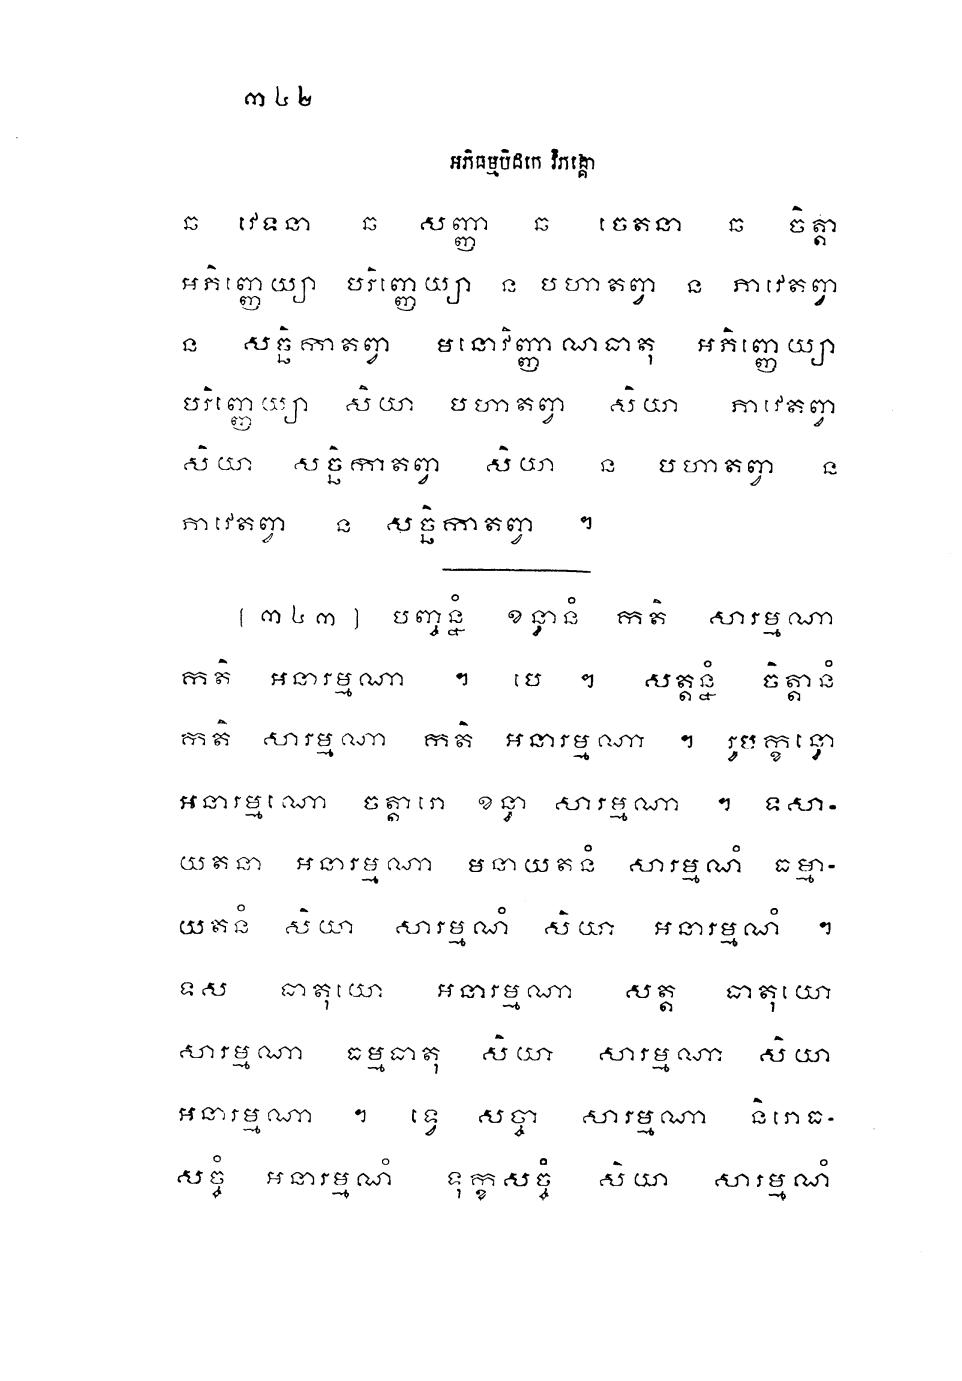 ៣៤២
អភិធម្មបិដកេ វិភង្គោ
ឆ វេទនា ឆ សញ្ញា ឆ ចេតនា ឆ ចិត្តា
អភិញ្ញេយ្យា បរិញ្ញេយ្យា ន បហាតព្វា ន ភាវេតព្វា
ន សច្ឆិកាតព្វា មនោវិញ្ញាណធាតុ អភិញ្ញេយ្យា
បរិញ្ញេយ្យា សិយា បហាតព្វា សិយា ភាវេតព្វា
សិយា សច្ឆិកាតព្វា សិយា ន បហាតព្វា ន
ភាវេតព្វា ន សច្ឆិកាតព្វា ។
[៣៤៣] បញ្ចន្នំ ខន្ធានំ កតិ សារម្មណា
កតិ អនារម្មណា ។ បេ ។ សត្តន្នំ ចិត្តានំ
កតិ សារម្មណា កតិ អនារម្មណា ។ រូបក្ខន្ធោ
អនារម្មណោ ចត្តារោ ខន្ធា សារម្មណា ។ ទសា-
យតនា អនារម្មណា មនាយតនំ សារម្មណំ ធម្មា-
យតនំ សិយា សារម្មណំ សិយា អនារម្មណំ ។
ទស ធាតុយោ អនារម្មណា សត្ត ធាតុយោ
សារម្មណា ធម្មធាតុ សិយា សារម្មណា សិយា
អនារម្មណា ។ ទ្វេ សច្ចា សារម្មណា និរោធ-
សច្ចំ អនារម្មណំ ទុក្ខសច្ចំ សិយា សារម្មណំ